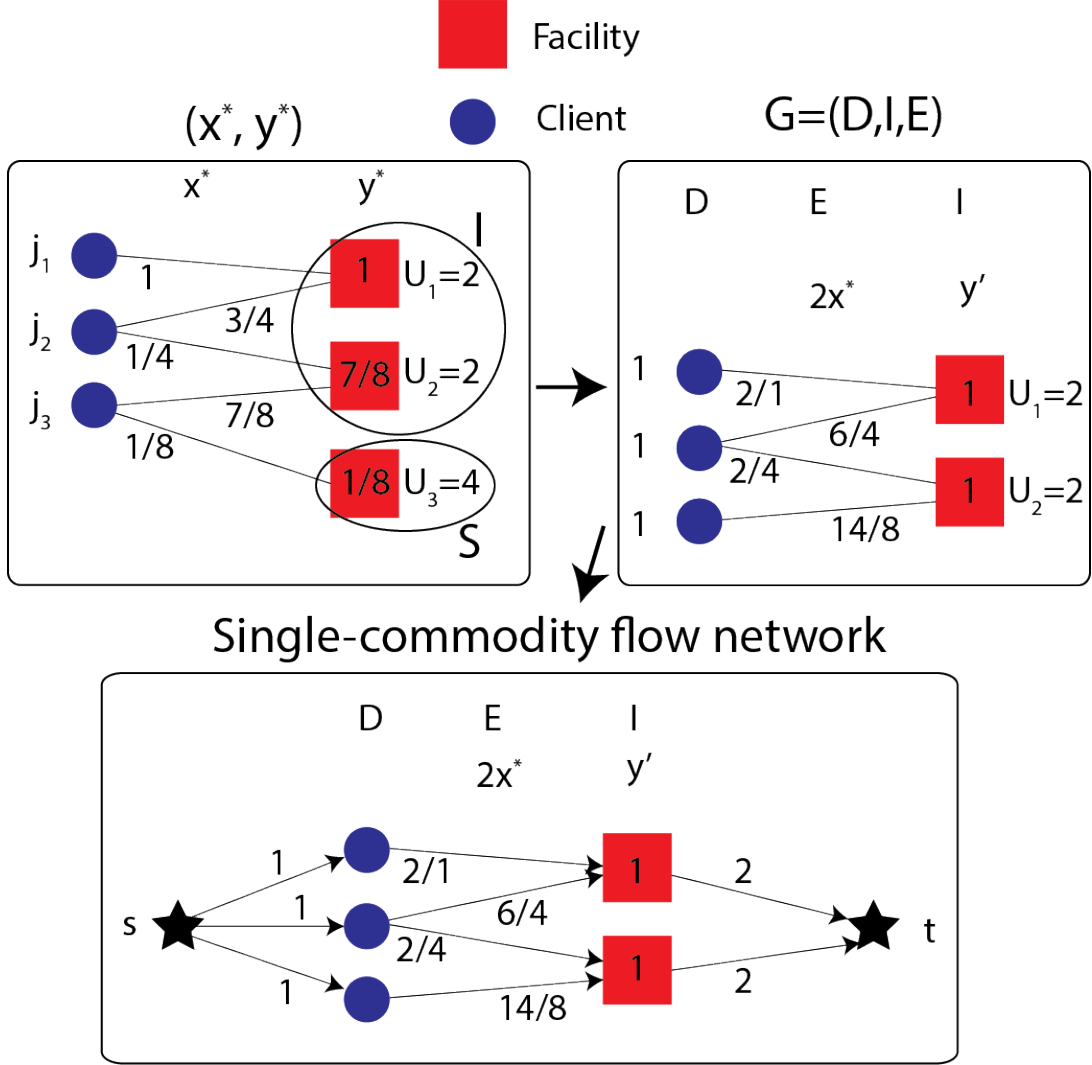 Facility
Client
(x*, y*)
x* y*
j₁
j₂
j₃
1
3/4
1/4
7/8
1/8
I
1 U₁=2
7/8 U₂=2
1/8 U₃=4
S
G=(D,I,E)
D E I
2x* y’
1
1
1
2/1
6/4
2/4
14/8
1 U₁=2
1 U₂=2
Single-commodity flow network
D E I
2x* y’
s
1
1
1
2/1
6/4
2/4
14/8
1
1
2
2
t